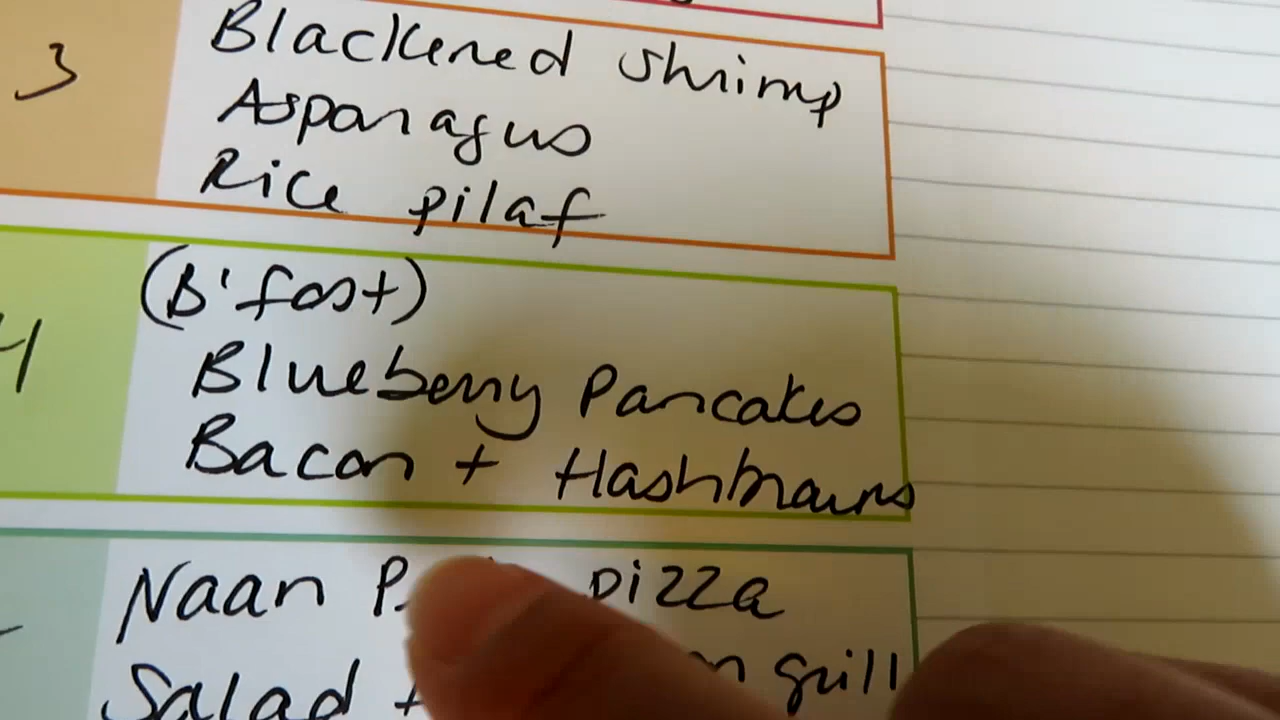 3
Blackened shrimp
Asparagus
Rice pilaf
4
(B'fast)
Blueberry Pancakes
Bacon + Hashbrowns
Naan pizza
Salad + grill